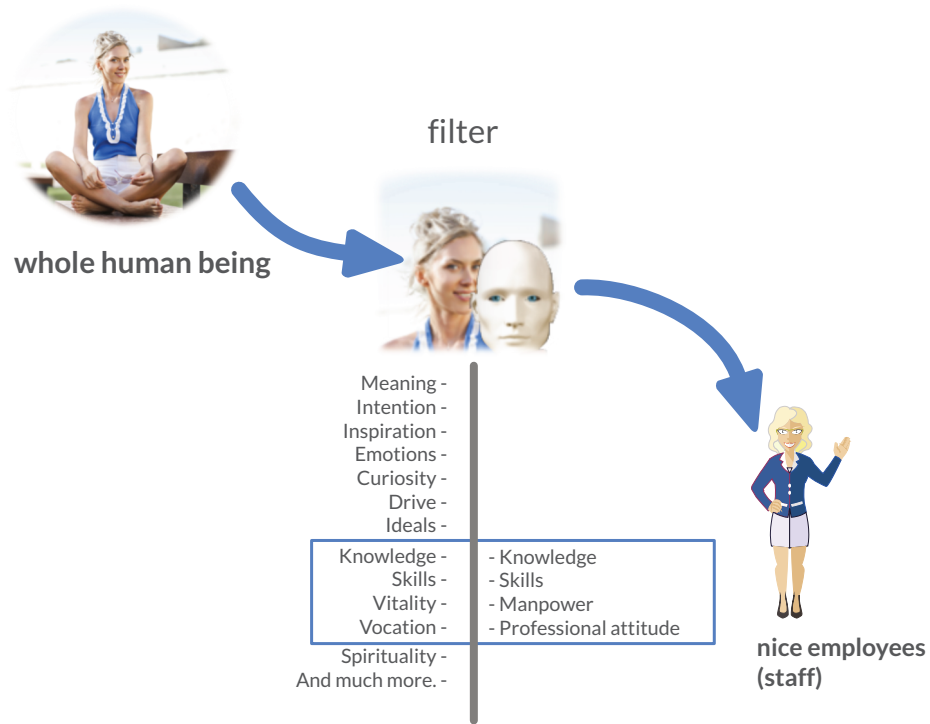 filter
whole human being
Meaning -
Intention -
Inspiration -
Emotions -
Curiosity -
Drive -
Ideals -
Knowledge - - Knowledge
Skills - - Skills
Vitality - - Manpower
Vocation - - Professional attitude
Spirituality -
And much more. -
nice employees
(staff)